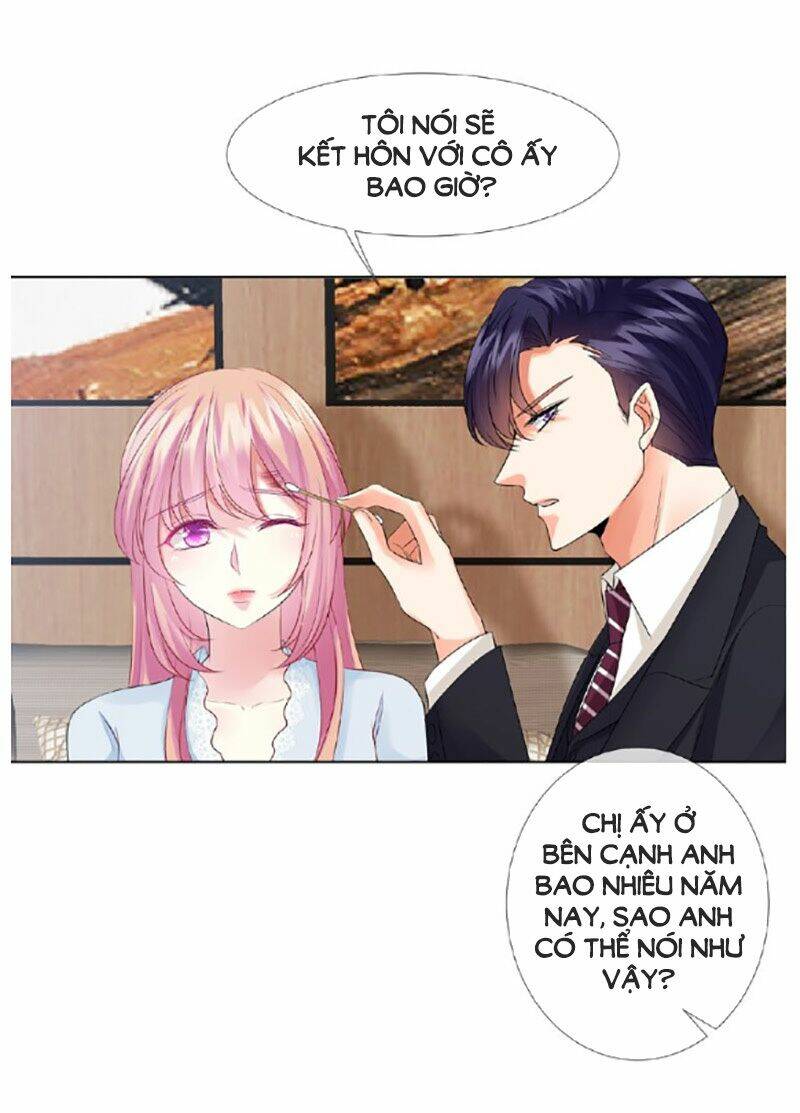 TÔI NÓI SẼ
KẾT HÔN VỚI CÔ ẤY
BAO GIỜ?
CHỊ ẤY Ở
BÊN CẠNH ANH
BAO NHIÊU NĂM
NAY, SAO ANH
CÓ THỂ NÓI NHƯ
VẬY?